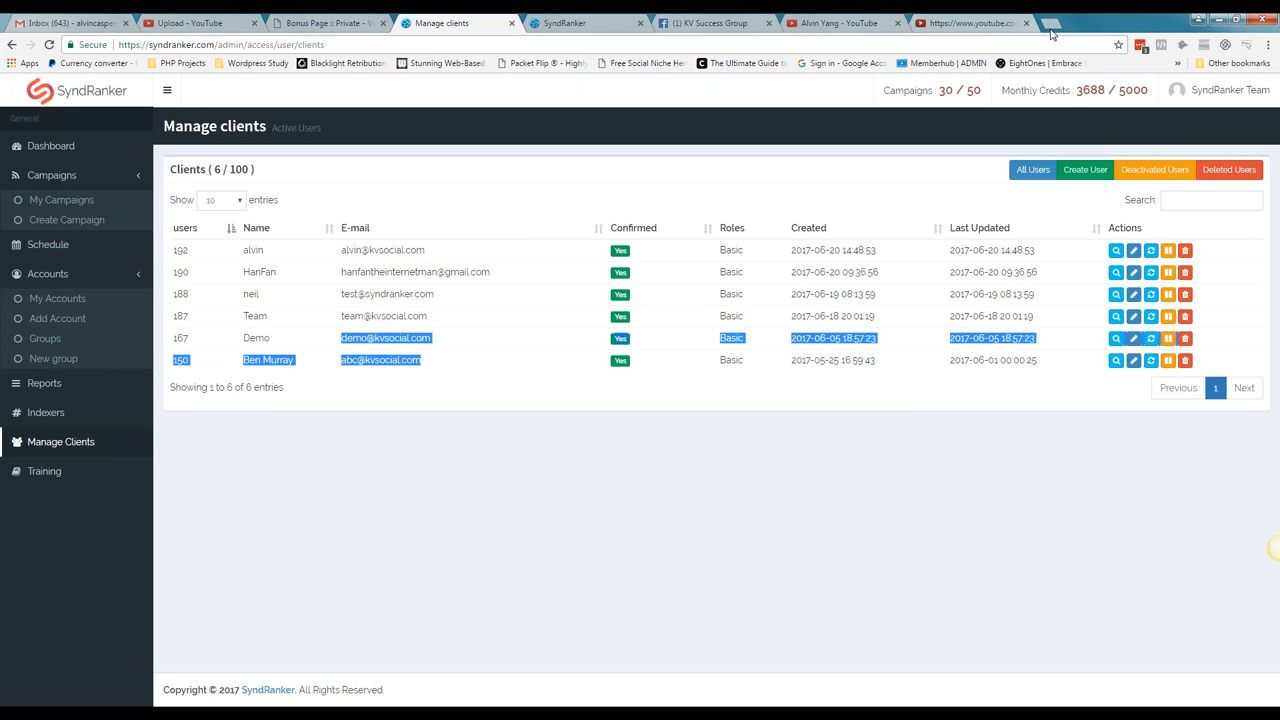 Inbox (643) - alvincasper
Upload - YouTube
Bonus Page :: Private - V
Manage clients
SyndRanker
(1) KV Success Group
Alvin Yang - YouTube
https://www.youtube.co
Secure
https://syndranker.com/admin/access/user/clients
Apps
Currency converter -
PHP Projects
Wordpress Study
Blacklight Retribution
Stunning Web-Based
Packet Flip ® - Highly
Free Social Niche Her
The Ultimate Guide to
Sign in - Google Acco
Memberhub | ADMIN
EightOnes | Embrace
»
Other bookmarks
SyndRanker
Campaigns : 30 / 50
Monthly Credits : 3688 / 5000
SyndRanker Team
General
Dashboard
Campaigns
My Campaigns
Create Campaign
Schedule
Accounts
My Accounts
Add Account
Groups
New group
Reports
Indexers
Manage Clients
Training
Manage clients Active Users
Clients ( 6 / 100 )
All Users
Create User
Deactivated Users
Deleted Users
Show 10 entries
Search:
users Name E-mail Confirmed Roles Created Last Updated Actions
192 alvin alvin@kvsocial.com Yes Basic 2017-06-20 14:48:53 2017-06-20 14:48:53
190 HanFan hanfantheinternetman@gmail.com Yes Basic 2017-06-20 09:36:56 2017-06-20 09:36:56
188 neil test@syndranker.com Yes Basic 2017-06-19 08:13:59 2017-06-19 08:13:59
187 Team team@kvsocial.com Yes Basic 2017-06-18 20:01:19 2017-06-18 20:01:19
167 Demo demo@kvsocial.com Yes Basic 2017-06-05 18:57:23 2017-06-05 18:57:23
150 Ben Murray abc@kvsocial.com Yes Basic 2017-05-25 16:59:43 2017-06-01 00:00:25
Showing 1 to 6 of 6 entries
Previous 1 Next
Copyright © 2017 SyndRanker. All Rights Reserved.